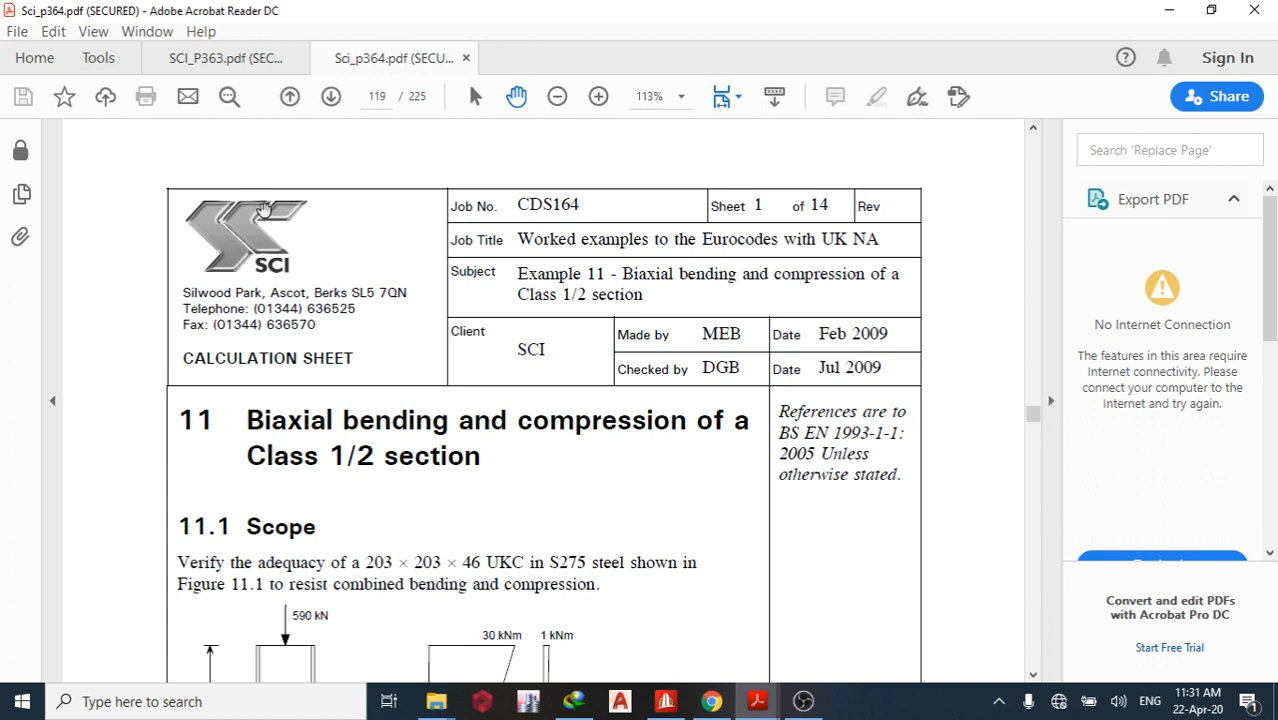 Sci_p364.pdf (SECURED) - Adobe Acrobat Reader DC
File Edit View Window Help
Home Tools SCI_P363.pdf (SEC... Sci_p364.pdf (SECU... × Sign In
119 / 225 113% Share
Search 'Replace Page'
Export PDF
No Internet Connection
The features in this area require
Internet connectivity. Please
connect your computer to the
Internet and try again.
Convert and edit PDFs
with Acrobat Pro DC
Start Free Trial
SCI
Silwood Park, Ascot, Berks SL5 7QN
Telephone: (01344) 636525
Fax: (01344) 636570
CALCULATION SHEET
Job No. CDS164 Sheet 1 of 14 Rev
Job Title Worked examples to the Eurocodes with UK NA
Subject Example 11 - Biaxial bending and compression of a
Class 1/2 section
Client SCI
Made by MEB Date Feb 2009
Checked by DGB Date Jul 2009
11 Biaxial bending and compression of a
Class 1/2 section
References are to
BS EN 1993-1-1:
2005 Unless
otherwise stated.
11.1 Scope
Verify the adequacy of a 203 × 203 × 46 UKC in S275 steel shown in
Figure 11.1 to resist combined bending and compression.
590 kN
30 kNm 1 kNm
Type here to search
ENG
11:31 AM
22-Apr-20
1